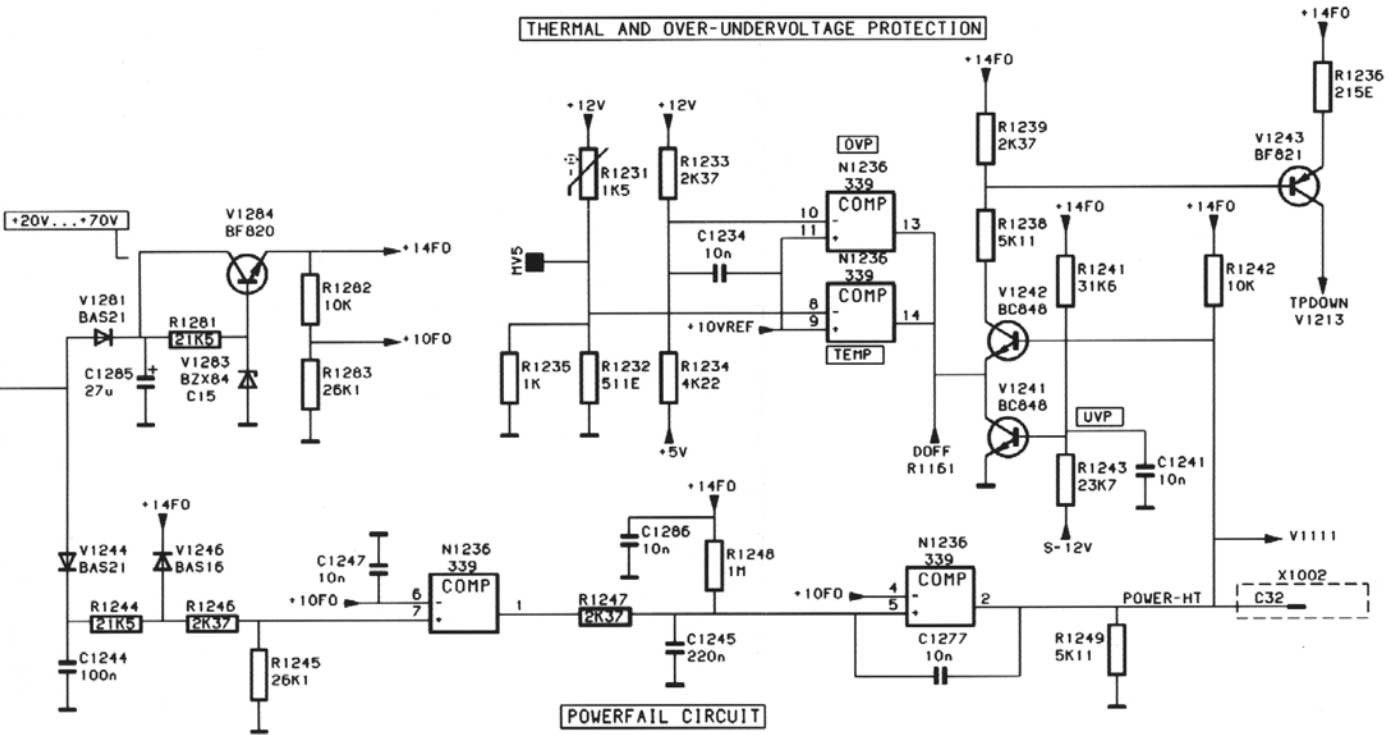 THERMAL AND OVER-UNDERVOLTAGE PROTECTION
+14FO
R1236
215E
V1243
BF821
TPDOWN
V1213
+14FO
R1239
2K37
R1238
5K11
V1242
BC848
V1241
BC848
+14FO
R1241
31K6
UVP
R1243
23K7
C1241
10n
S-12V
+14FO
R1242
10K
+12V
R1231
1K5
MV5
R1235
1K
R1232
511E
+12V
R1233
2K37
C1234
10n
+10VREF
R1234
4K22
+5V
OVP
N1236
339
COMP
10
-
11
+
13
N1236
339
COMP
8
-
9
+
14
TEMP
DOFF
R1161
+20V...+70V
V1284
BF820
+14FO
V1281
BAS21
R1281
21K5
R1282
10K
+10FO
C1285
27u
+
V1283
BZX84
C15
R1283
26K1
+14FO
V1244
BAS21
V1246
BAS16
R1244
21K5
R1246
2K37
C1244
100n
R1245
26K1
C1247
10n
+10FO
N1236
339
COMP
6
-
7
+
1
R1247
2K37
+14FO
C1286
10n
R1248
1M
C1245
220n
+10FO
N1236
339
COMP
4
-
5
+
2
C1277
10n
POWER-HT
R1249
5K11
V1111
X1002
C32
POWERFAIL CIRCUIT